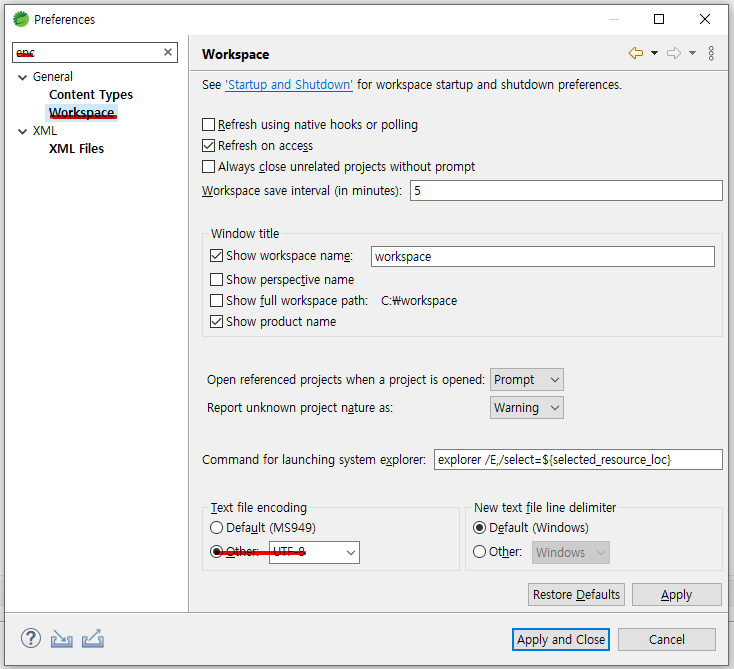 Preferences
enc
Workspace
General
Content Types
Workspace
XML
XML Files
See 'Startup and Shutdown' for workspace startup and shutdown preferences.
Refresh using native hooks or polling
Refresh on access
Always close unrelated projects without prompt
Workspace save interval (in minutes): 5
Window title
Show workspace name: workspace
Show perspective name
Show full workspace path: C:₩workspace
Show product name
Open referenced projects when a project is opened: Prompt
Report unknown project nature as: Warning
Command for launching system explorer: explorer /E,/select=${selected_resource_loc}
Text file encoding
Default (MS949)
Other: UTF-8
New text file line delimiter
Default (Windows)
Other: Windows
Restore Defaults Apply
Apply and Close Cancel